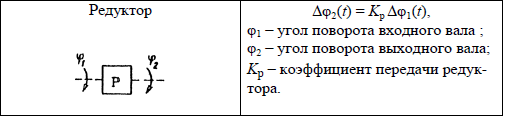 Редуктор
φ₁ P φ₂
Δφ₂(t) = Kр Δφ₁(t),
φ₁ – угол поворота входного вала ;
φ₂ – угол поворота выходного вала;
Kр – коэффициент передачи редук-
тора.